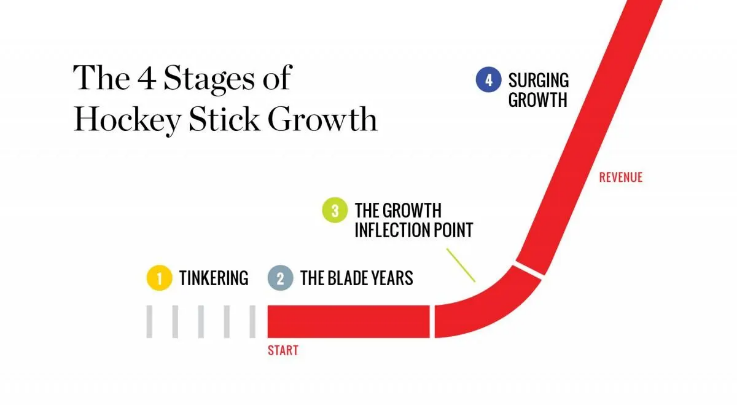 The 4 Stages of
Hockey Stick Growth
4 SURGING
GROWTH
REVENUE
3 THE GROWTH
INFLECTION POINT
1 TINKERING
2 THE BLADE YEARS
START